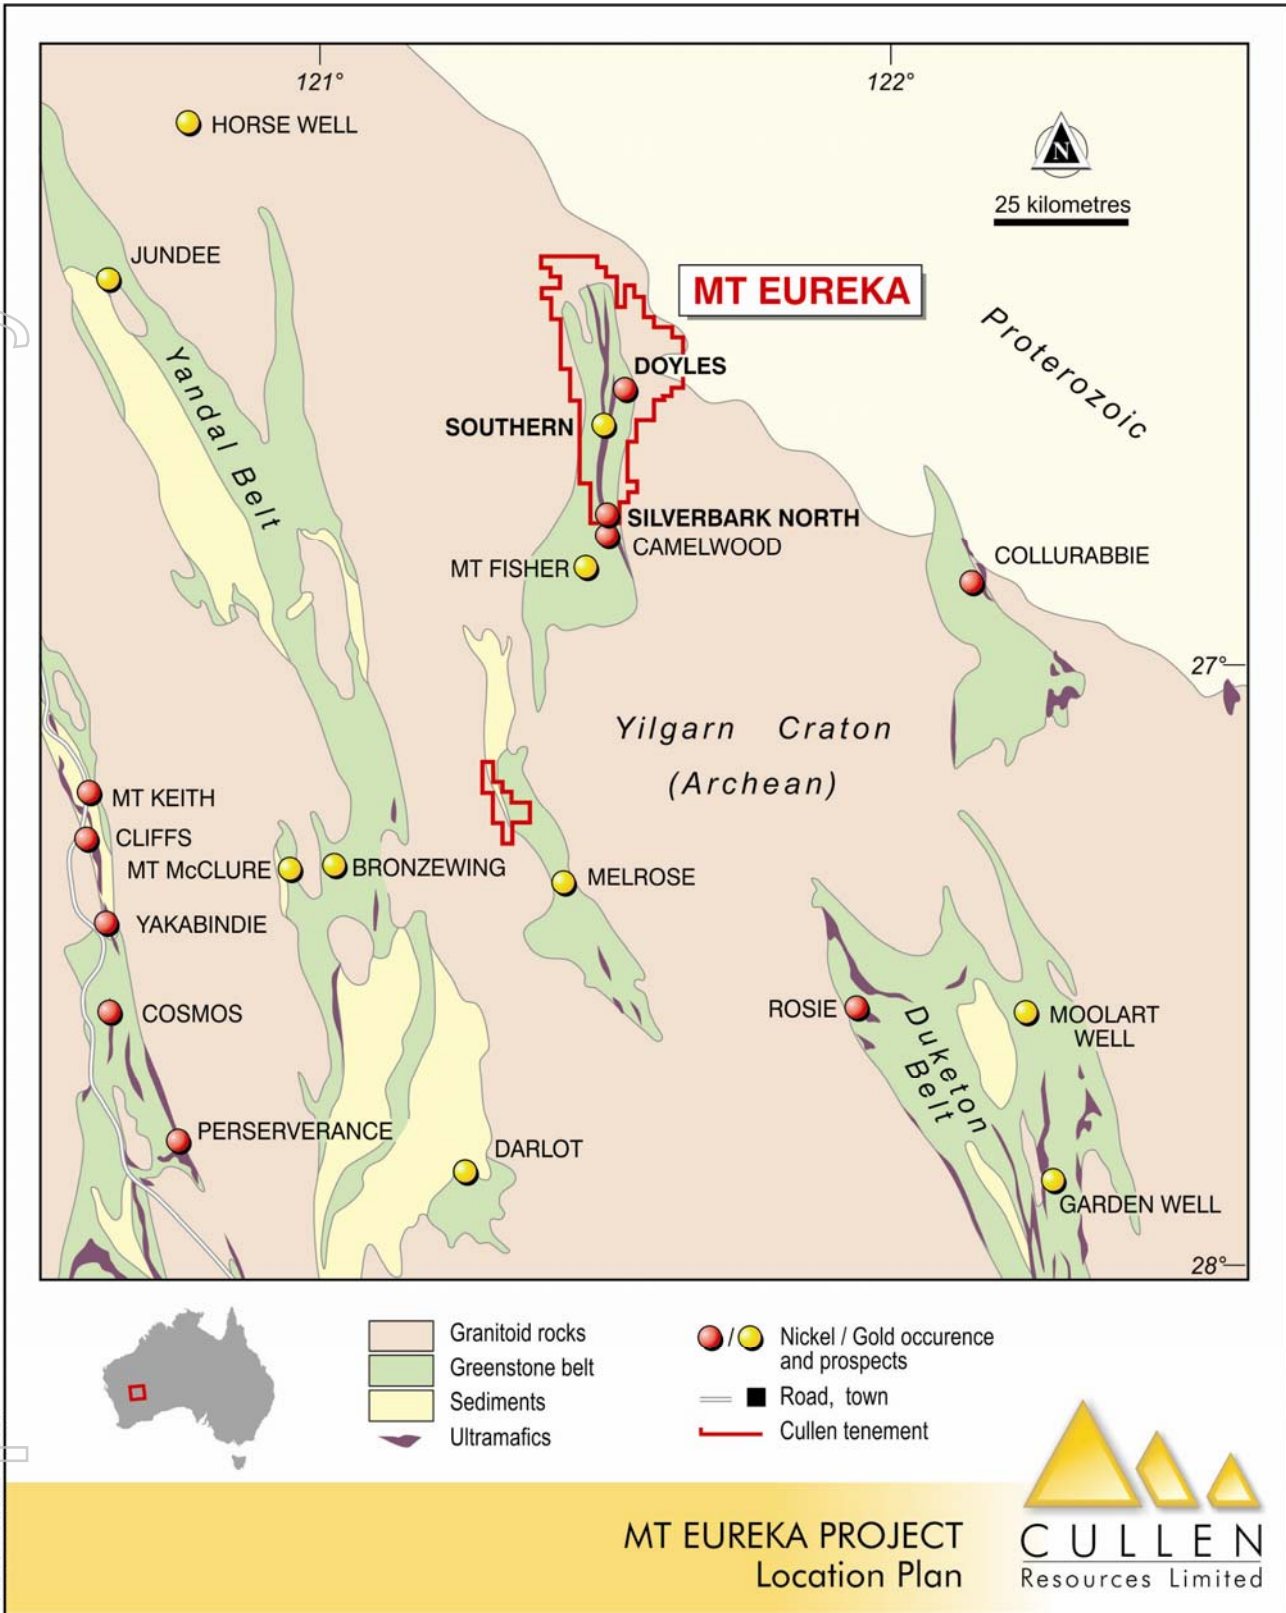 121°
122°
HORSE WELL
N
25 kilometres
JUNDEE
MT EUREKA
Proterozoic
Yandal Belt
DOYLES
SOUTHERN
SILVERBARK NORTH
CAMELWOOD
MT FISHER
COLLURABBIE
27°
Yilgarn Craton
(Archean)
MT KEITH
CLIFFS
MT McCLURE
BRONZEWING
MELROSE
YAKABINDIE
COSMOS
ROSIE
MOOLART
WELL
Duketon
Belt
PERSERVERANCE
DARLOT
GARDEN WELL
28°
Granitoid rocks
Greenstone belt
Sediments
Ultramafics
/
Nickel / Gold occurence
and prospects
Road, town
Cullen tenement
MT EUREKA PROJECT
Location Plan
CULLEN
Resources Limited